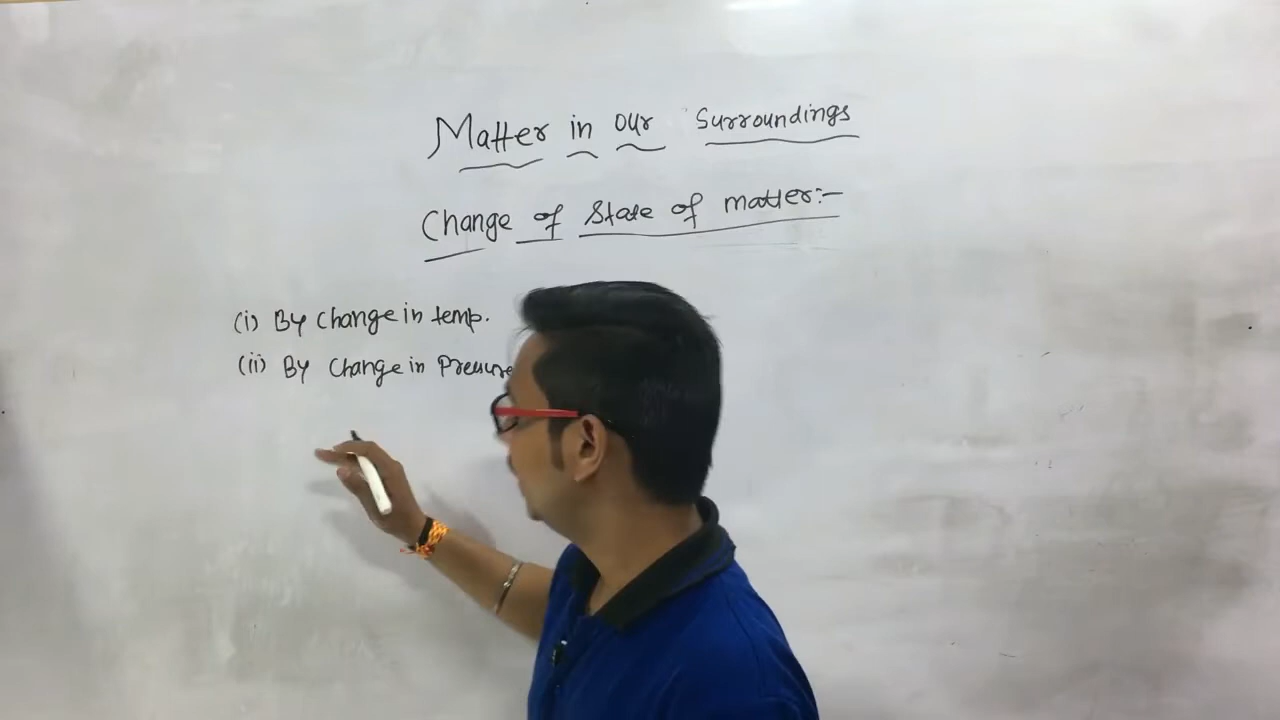 Matter in our Surroundings
Change of State of matter:-
(i) By Change in temp.
(ii) By Change in Pressure